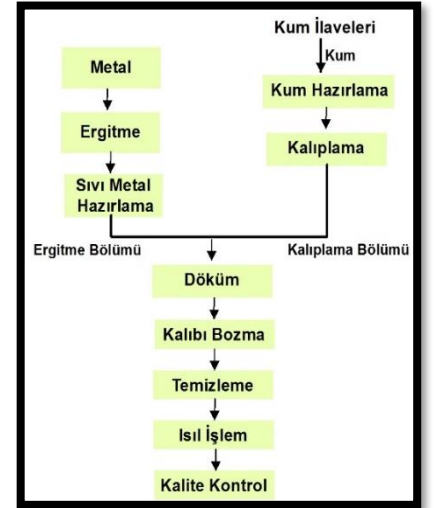 Kum İlaveleri
Kum
Metal
Kum Hazırlama
Ergitme
Kalıplama
Sıvı Metal
Hazırlama
Ergitme Bölümü
Kalıplama Bölümü
Döküm
Kalıbı Bozma
Temizleme
Isıl İşlem
Kalite Kontrol